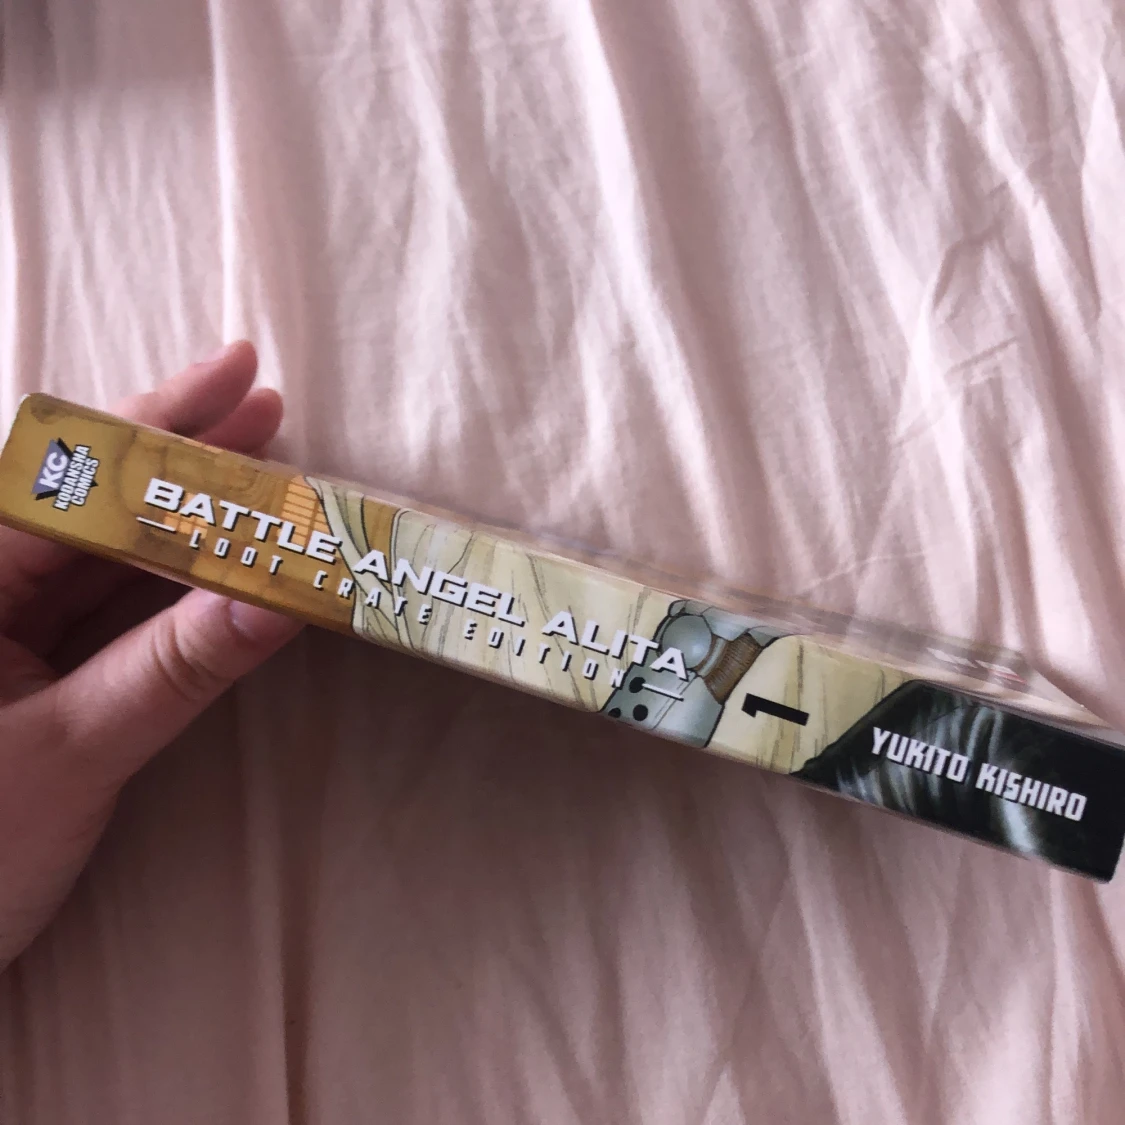 KC
KODANSHA
COMICS
BATTLE ANGEL ALITA
LOOT CRATE EDITION
1
YUKITO KISHIRO